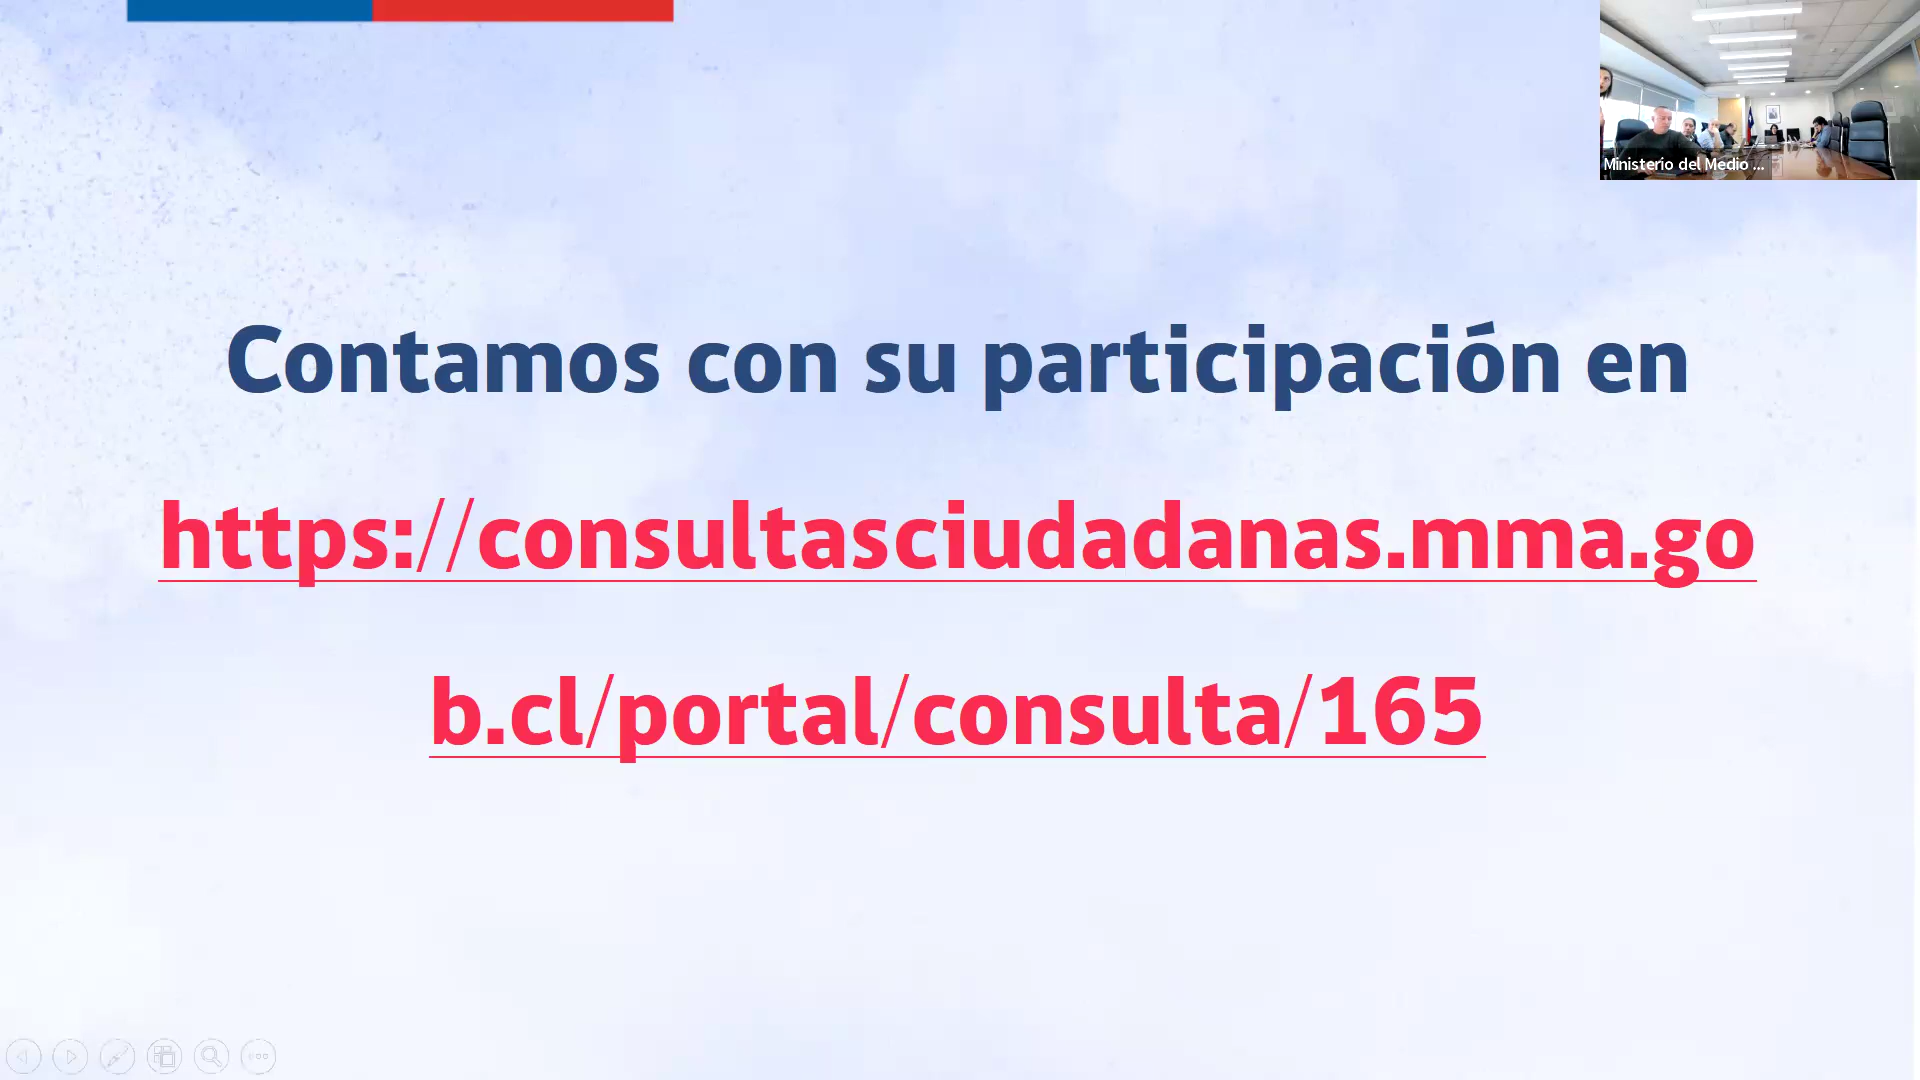 Ministerio del Medio ...
Contamos con su participación en
https://consultasciudadanas.mma.go
b.cl/portal/consulta/165